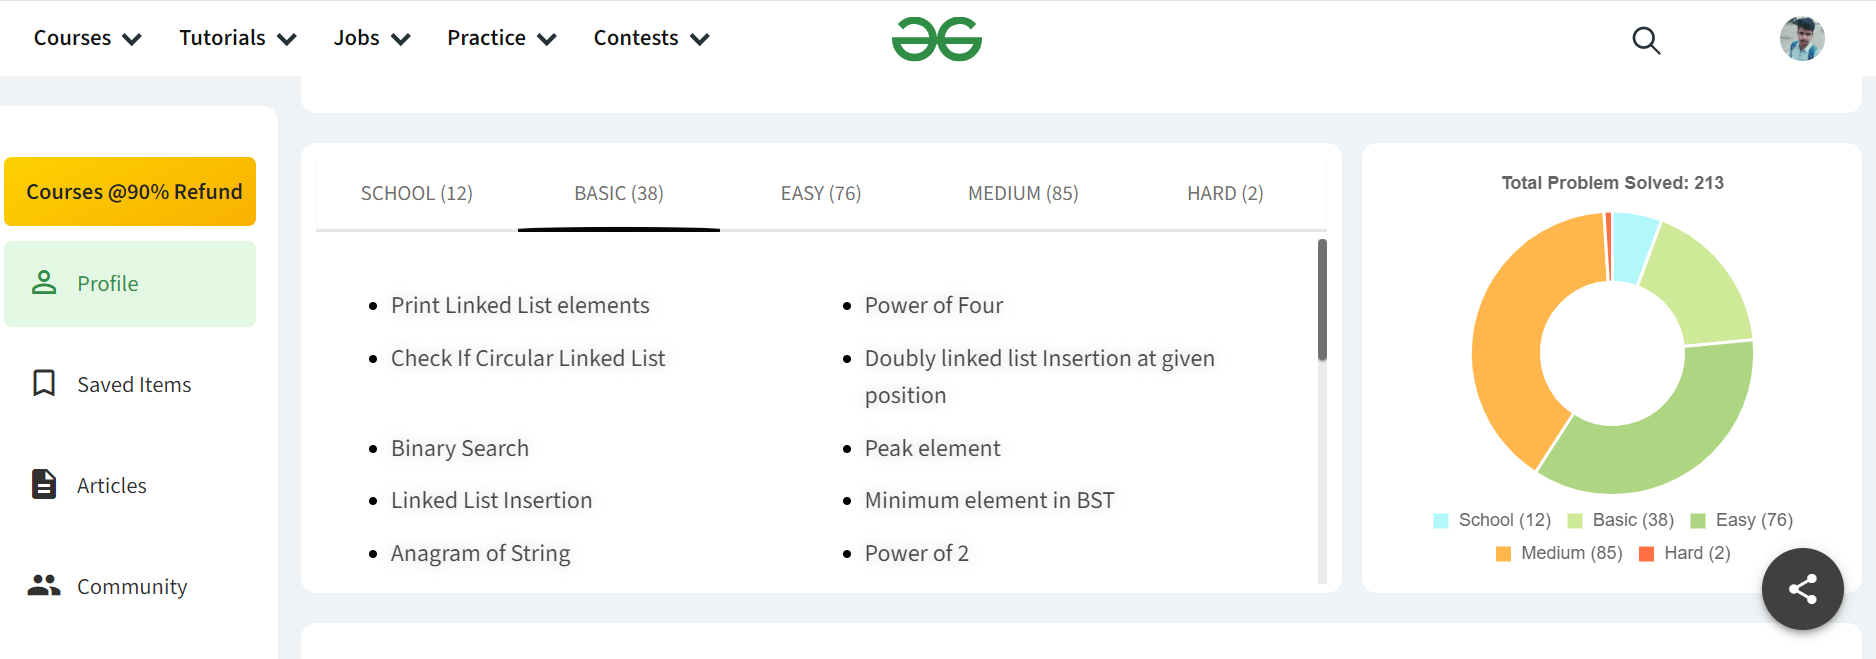 Courses Tutorials Jobs Practice Contests
Courses @90% Refund
Profile
Saved Items
Articles
Community
SCHOOL (12) BASIC (38) EASY (76) MEDIUM (85) HARD (2)
Print Linked List elements
Power of Four
Check If Circular Linked List
Doubly linked list Insertion at given
position
Binary Search
Peak element
Linked List Insertion
Minimum element in BST
Anagram of String
Power of 2
Total Problem Solved: 213
School (12) Basic (38) Easy (76)
Medium (85) Hard (2)